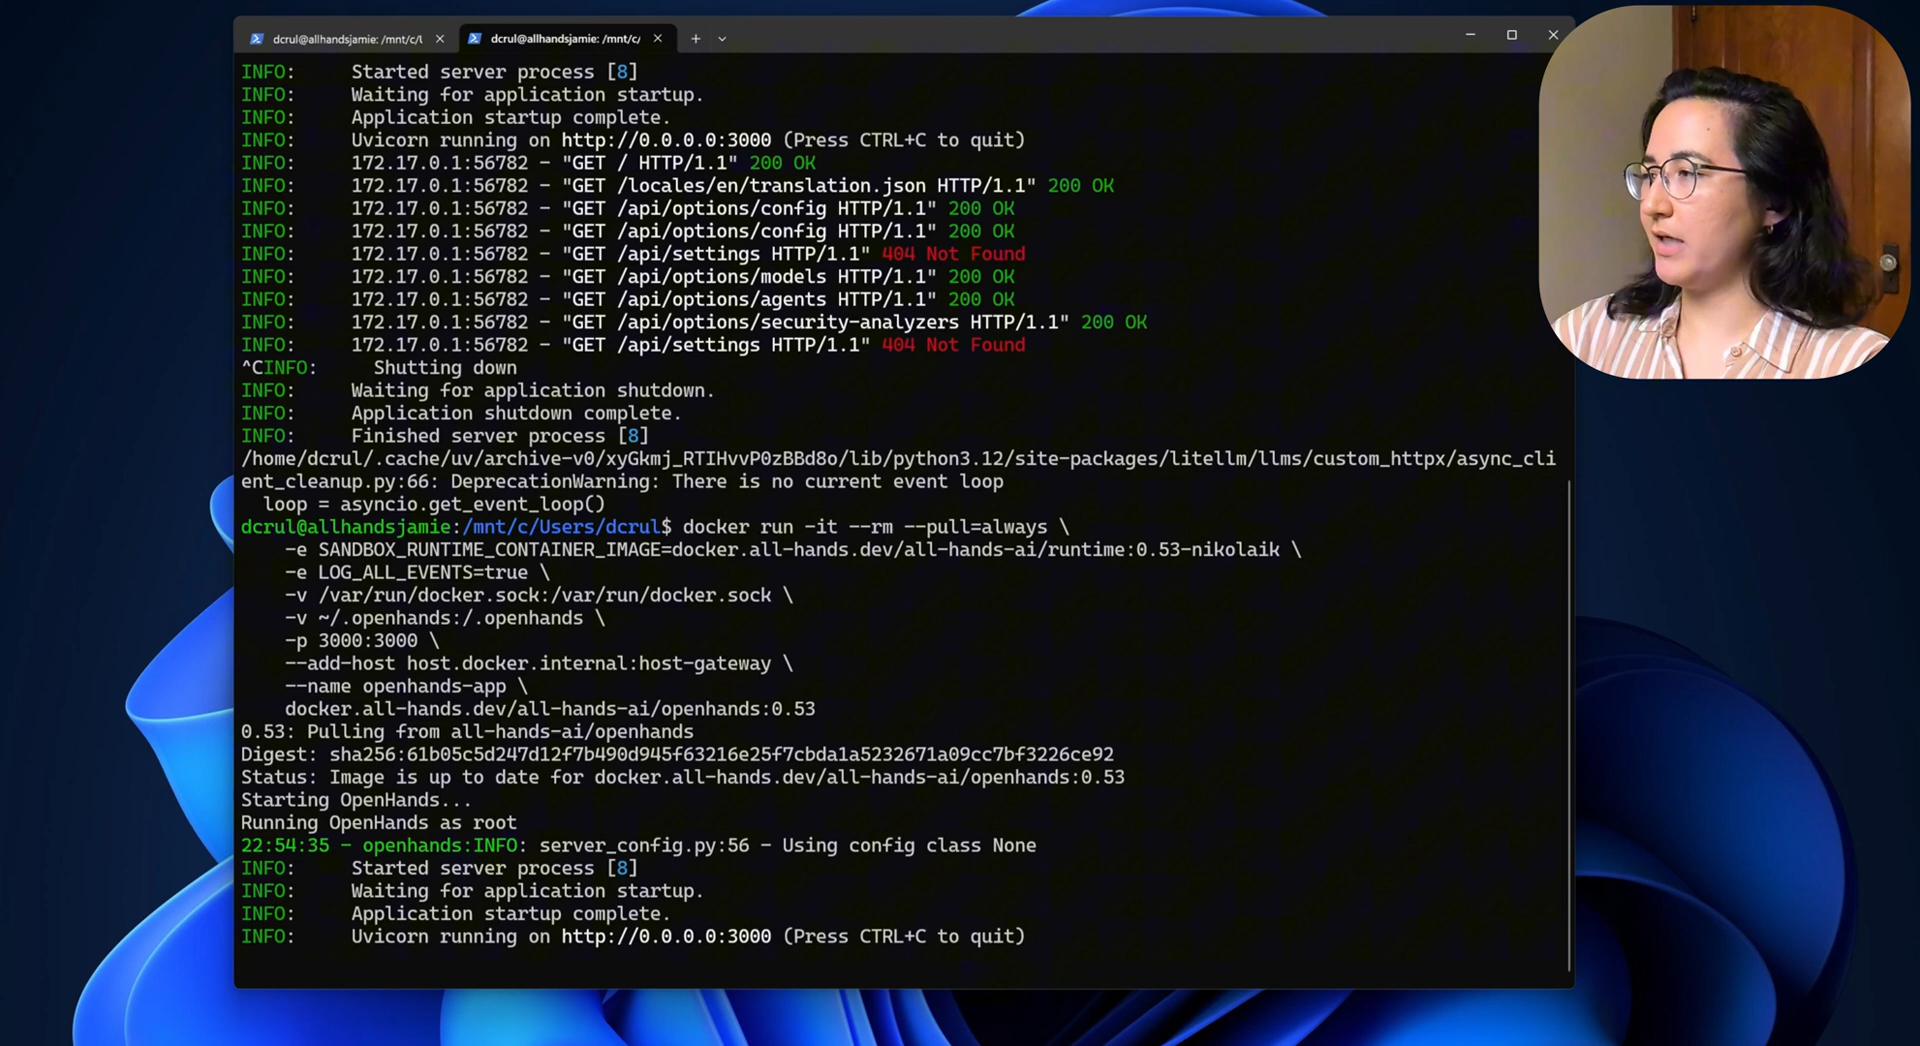 dcrul@allhandsjamie: /mnt/c/l
dcrul@allhandsjamie: /mnt/c/
INFO:     Started server process [8]
INFO:     Waiting for application startup.
INFO:     Application startup complete.
INFO:     Uvicorn running on http://0.0.0.0:3000 (Press CTRL+C to quit)
INFO:     172.17.0.1:56782 - "GET / HTTP/1.1" 200 OK
INFO:     172.17.0.1:56782 - "GET /locales/en/translation.json HTTP/1.1" 200 OK
INFO:     172.17.0.1:56782 - "GET /api/options/config HTTP/1.1" 200 OK
INFO:     172.17.0.1:56782 - "GET /api/options/config HTTP/1.1" 200 OK
INFO:     172.17.0.1:56782 - "GET /api/settings HTTP/1.1" 404 Not Found
INFO:     172.17.0.1:56782 - "GET /api/options/models HTTP/1.1" 200 OK
INFO:     172.17.0.1:56782 - "GET /api/options/agents HTTP/1.1" 200 OK
INFO:     172.17.0.1:56782 - "GET /api/options/security-analyzers HTTP/1.1" 200 OK
INFO:     172.17.0.1:56782 - "GET /api/settings HTTP/1.1" 404 Not Found
^CINFO:     Shutting down
INFO:     Waiting for application shutdown.
INFO:     Application shutdown complete.
INFO:     Finished server process [8]
/home/dcrul/.cache/uv/archive-v0/xyGkmj_RTIHvvP0zBBd8o/lib/python3.12/site-packages/litellm/llms/custom_httpx/async_cli
ent_cleanup.py:66: DeprecationWarning: There is no current event loop
  loop = asyncio.get_event_loop()
dcrul@allhandsjamie:/mnt/c/Users/dcrul$ docker run -it --rm --pull=always \
    -e SANDBOX_RUNTIME_CONTAINER_IMAGE=docker.all-hands.dev/all-hands-ai/runtime:0.53-nikolaik \
    -e LOG_ALL_EVENTS=true \
    -v /var/run/docker.sock:/var/run/docker.sock \
    -v ~/.openhands:/.openhands \
    -p 3000:3000 \
    --add-host host.docker.internal:host-gateway \
    --name openhands-app \
    docker.all-hands.dev/all-hands-ai/openhands:0.53
0.53: Pulling from all-hands-ai/openhands
Digest: sha256:61b05c5d247d12f7b490d945f63216e25f7cbda1a5232671a09cc7bf3226ce92
Status: Image is up to date for docker.all-hands.dev/all-hands-ai/openhands:0.53
Starting OpenHands...
Running OpenHands as root
22:54:35 - openhands:INFO: server_config.py:56 - Using config class None
INFO:     Started server process [8]
INFO:     Waiting for application startup.
INFO:     Application startup complete.
INFO:     Uvicorn running on http://0.0.0.0:3000 (Press CTRL+C to quit)